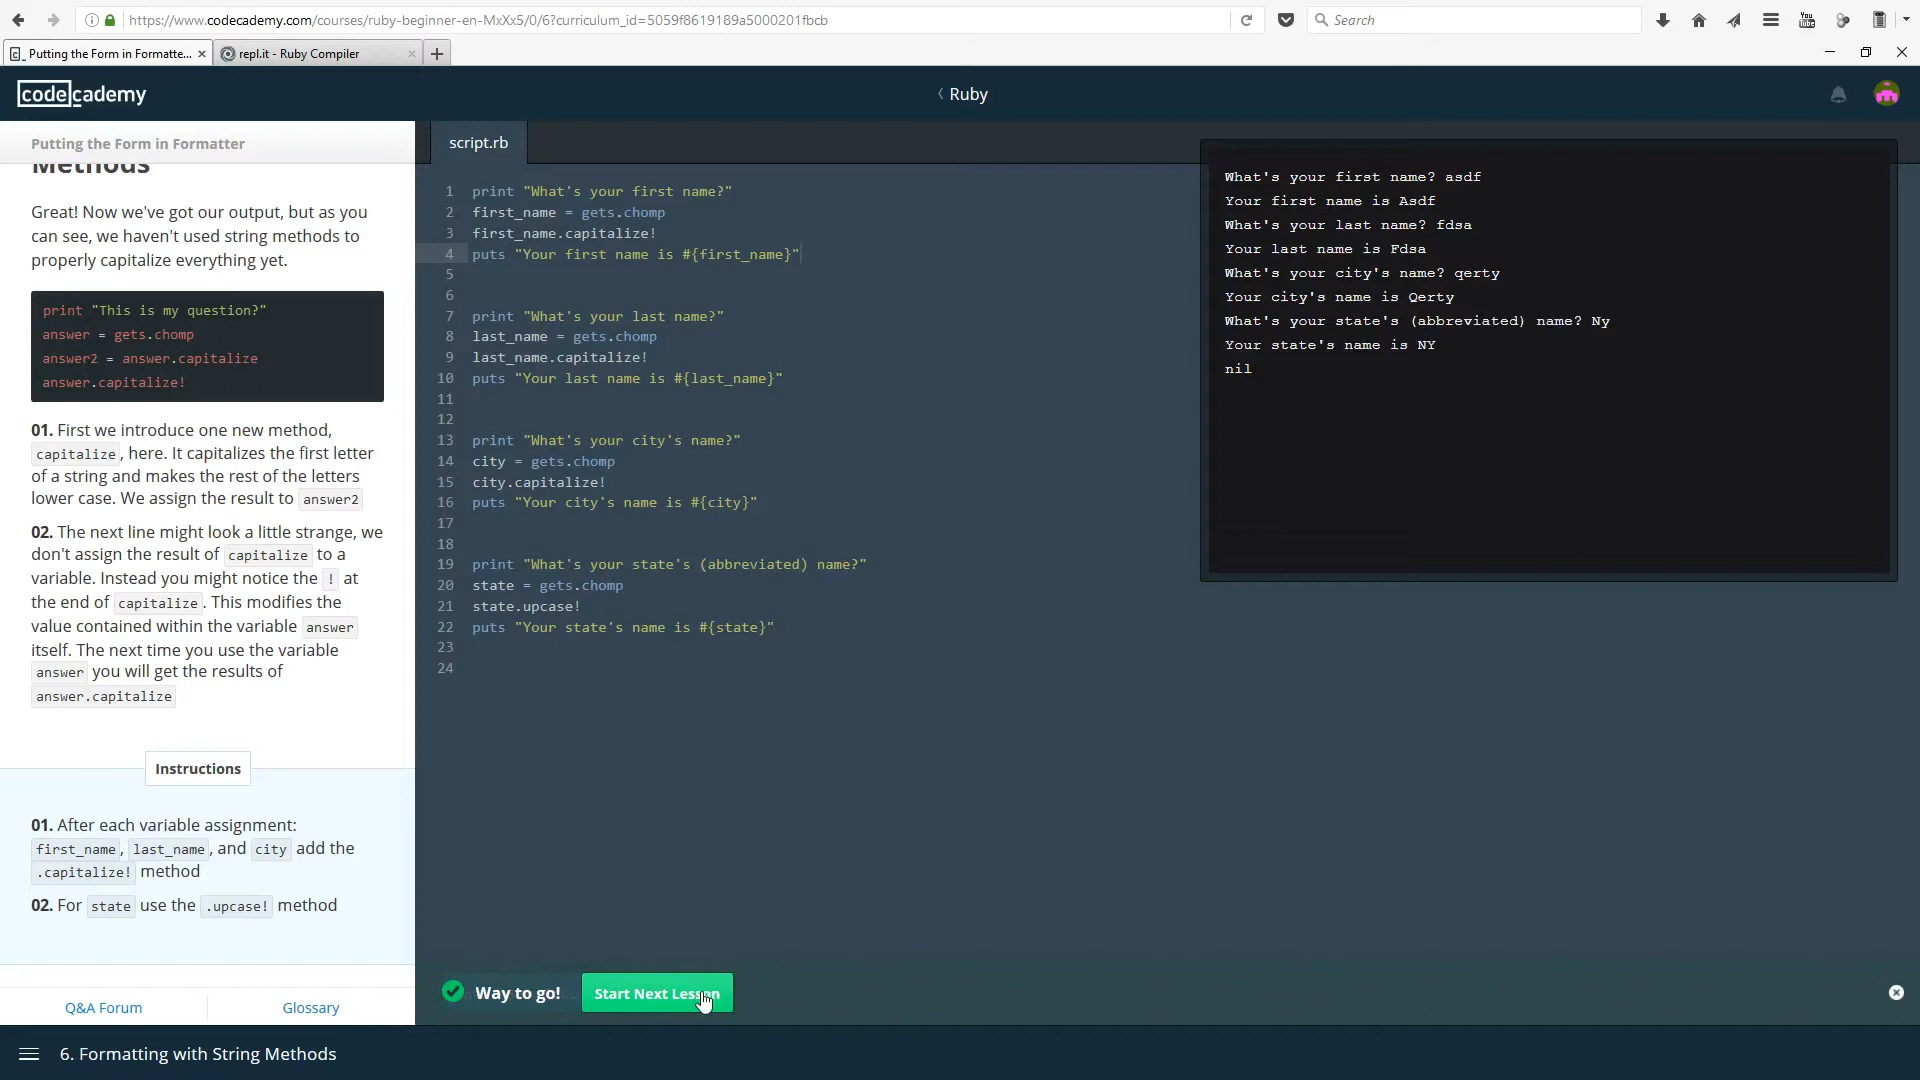 https://www.codecademy.com/courses/ruby-beginner-en-MxXx5/0/6?curriculum_id=5059f8619189a5000201fbcb
Search
Putting the Form in Formatte...
repl.it - Ruby Compiler
codecademy
Ruby
Putting the Form in Formatter
Methods
Great! Now we've got our output, but as you
can see, we haven't used string methods to
properly capitalize everything yet.
print "This is my question?"
answer = gets.chomp
answer2 = answer.capitalize
answer.capitalize!
01. First we introduce one new method,
capitalize, here. It capitalizes the first letter
of a string and makes the rest of the letters
lower case. We assign the result to answer2
02. The next line might look a little strange, we
don't assign the result of capitalize to a
variable. Instead you might notice the ! at
the end of capitalize. This modifies the
value contained within the variable answer
itself. The next time you use the variable
answer you will get the results of
answer.capitalize
Instructions
01. After each variable assignment:
first_name, last_name, and city add the
.capitalize! method
02. For state use the .upcase! method
Q&A Forum
Glossary
script.rb
1 print "What's your first name?"
2 first_name = gets.chomp
3 first_name.capitalize!
4 puts "Your first name is #{first_name}"
5
6
7 print "What's your last name?"
8 last_name = gets.chomp
9 last_name.capitalize!
10 puts "Your last name is #{last_name}"
11
12
13 print "What's your city's name?"
14 city = gets.chomp
15 city.capitalize!
16 puts "Your city's name is #{city}"
17
18
19 print "What's your state's (abbreviated) name?"
20 state = gets.chomp
21 state.upcase!
22 puts "Your state's name is #{state}"
23
24
What's your first name? asdf
Your first name is Asdf
What's your last name? fdsa
Your last name is Fdsa
What's your city's name? qerty
Your city's name is Qerty
What's your state's (abbreviated) name? Ny
Your state's name is NY
nil
Way to go!
Start Next Lesson
6. Formatting with String Methods